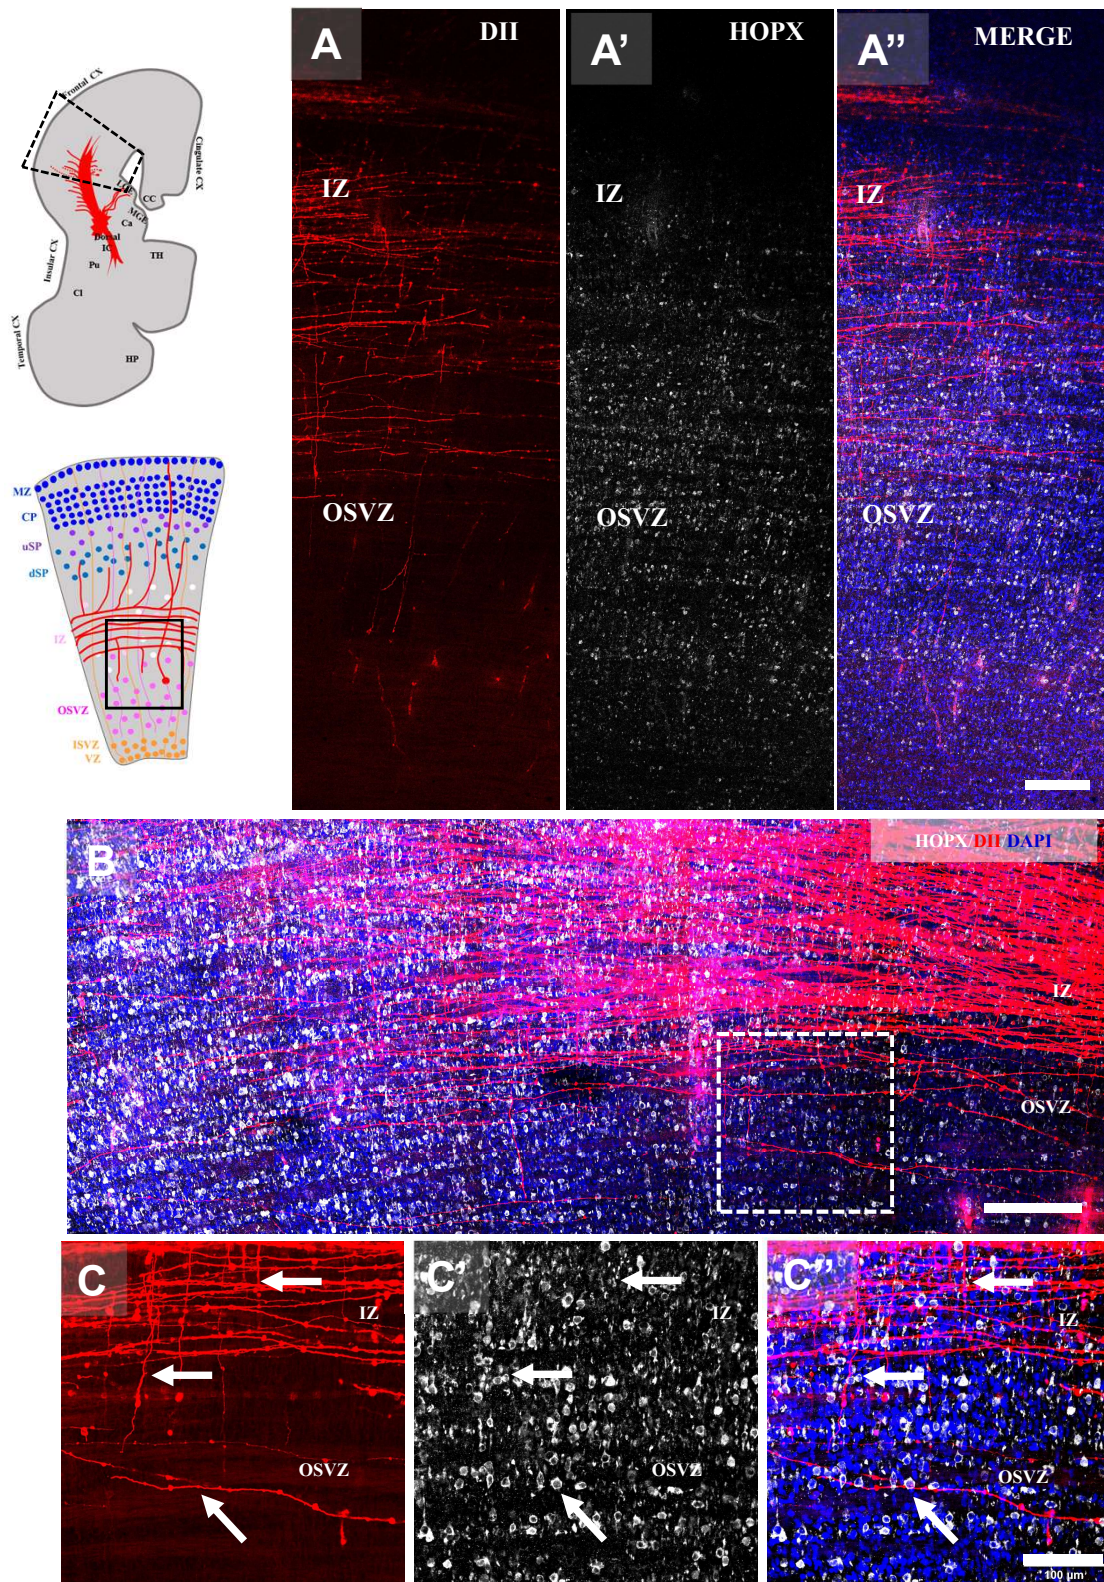 A
DII
A'
HOPX
A''
MERGE
Frontal CX
Cingulate CX
CC
MGE
Ca
Dorsal
IC
TH
Pu
Insular CX
Cl
Temporal CX
HP
IZ
IZ
IZ
OSVZ
OSVZ
OSVZ
MZ
CP
uSP
dSP
IZ
OSVZ
ISVZ
VZ
B
HOPX/DII/DAPI
IZ
OSVZ
C
IZ
OSVZ
C'
IZ
OSVZ
C''
IZ
OSVZ
100 µm